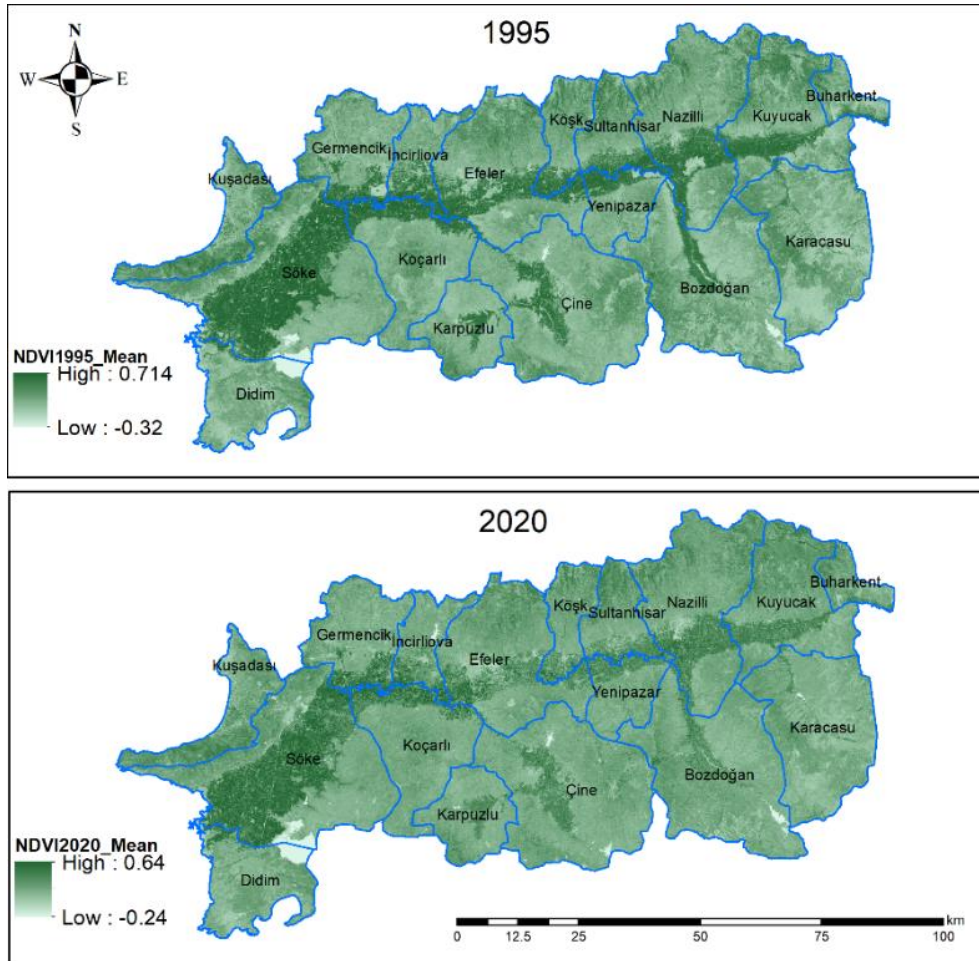 1995
N
W E
S
Buharkent
Köşk
Sultanhisar
Nazilli
Kuyucak
Germencik
İncirliova
Efeler
Kuşadası
Yenipazar
Karacasu
Söke
Koçarlı
Bozdoğan
Çine
Karpuzlu
NDVI1995_Mean
High : 0.714
Low : -0.32
Didim
2020
Buharkent
Köşk
Sultanhisar
Nazilli
Kuyucak
Germencik
İncirliova
Efeler
Kuşadası
Yenipazar
Karacasu
Söke
Koçarlı
Bozdoğan
Çine
Karpuzlu
NDVI2020_Mean
High : 0.64
Low : -0.24
Didim
km
0 12.5 25 50 75 100